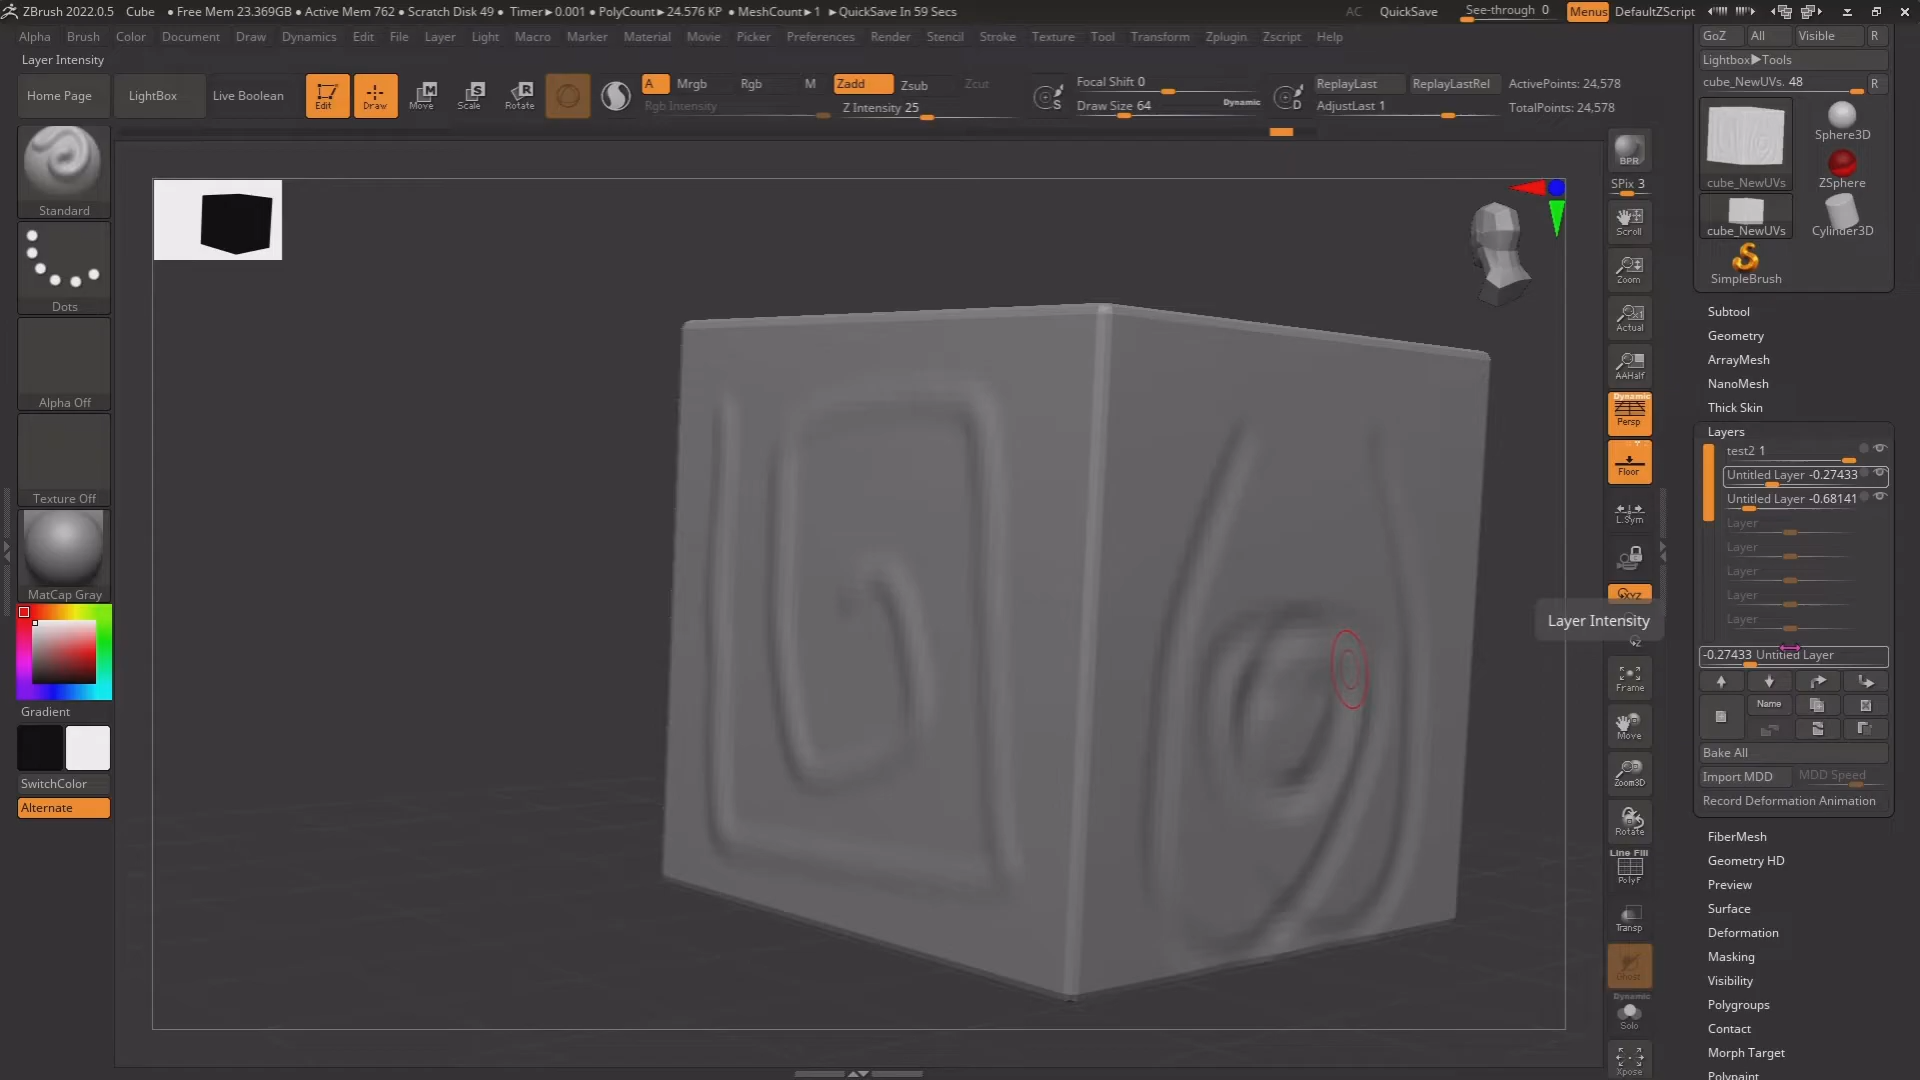 ZBrush 2022.0.5 Cube ● Free Mem 23.369GB ● Active Mem 762 ● Scratch Disk 49 ● Timer►0.001 ● PolyCount►24.576 KP ● MeshCount►1 ►QuickSave In 59 Secs AC QuickSave See-through 0 Menus DefaultZScript
Alpha Brush Color Document Draw Dynamics Edit File Layer Light Macro Marker Material Movie Picker Preferences Render Stencil Stroke Texture Tool Transform Zplugin Zscript Help
Layer Intensity
Home Page LightBox Live Boolean Edit Draw Move Scale Rotate
M S R
A Mrgb Rgb M Zadd Zsub Zcut
Rgb Intensity Z Intensity 25
S Focal Shift 0
Draw Size 64 Dynamic
D ReplayLast ReplayLastRel ActivePoints: 24,578
AdjustLast 1 TotalPoints: 24,578
Standard
Dots
Alpha Off
Texture Off
MatCap Gray
Gradient
SwitchColor
Alternate
BPR
SPix 3
Scroll
Zoom
Actual
AAHalf
Dynamic
Persp
Floor
L.Sym
XYZ
Layer Intensity
Z
Frame
Move
Zoom3D
Rotate
Line Fill
PolyF
Transp
Ghost
Dynamic
Solo
Xpose
GoZ All Visible R
Lightbox►Tools
cube_NewUVs. 48 R
cube_NewUVs
Sphere3D
ZSphere
cube_NewUVs
Cylinder3D
SimpleBrush
Subtool
Geometry
ArrayMesh
NanoMesh
Thick Skin
Layers
test2 1
Untitled Layer -0.27433
Untitled Layer -0.68141
Layer
Layer
Layer
Layer
Layer
-0.27433 Untitled Layer
Name
Bake All
Import MDD MDD Speed
Record Deformation Animation
FiberMesh
Geometry HD
Preview
Surface
Deformation
Masking
Visibility
Polygroups
Contact
Morph Target
Polypaint